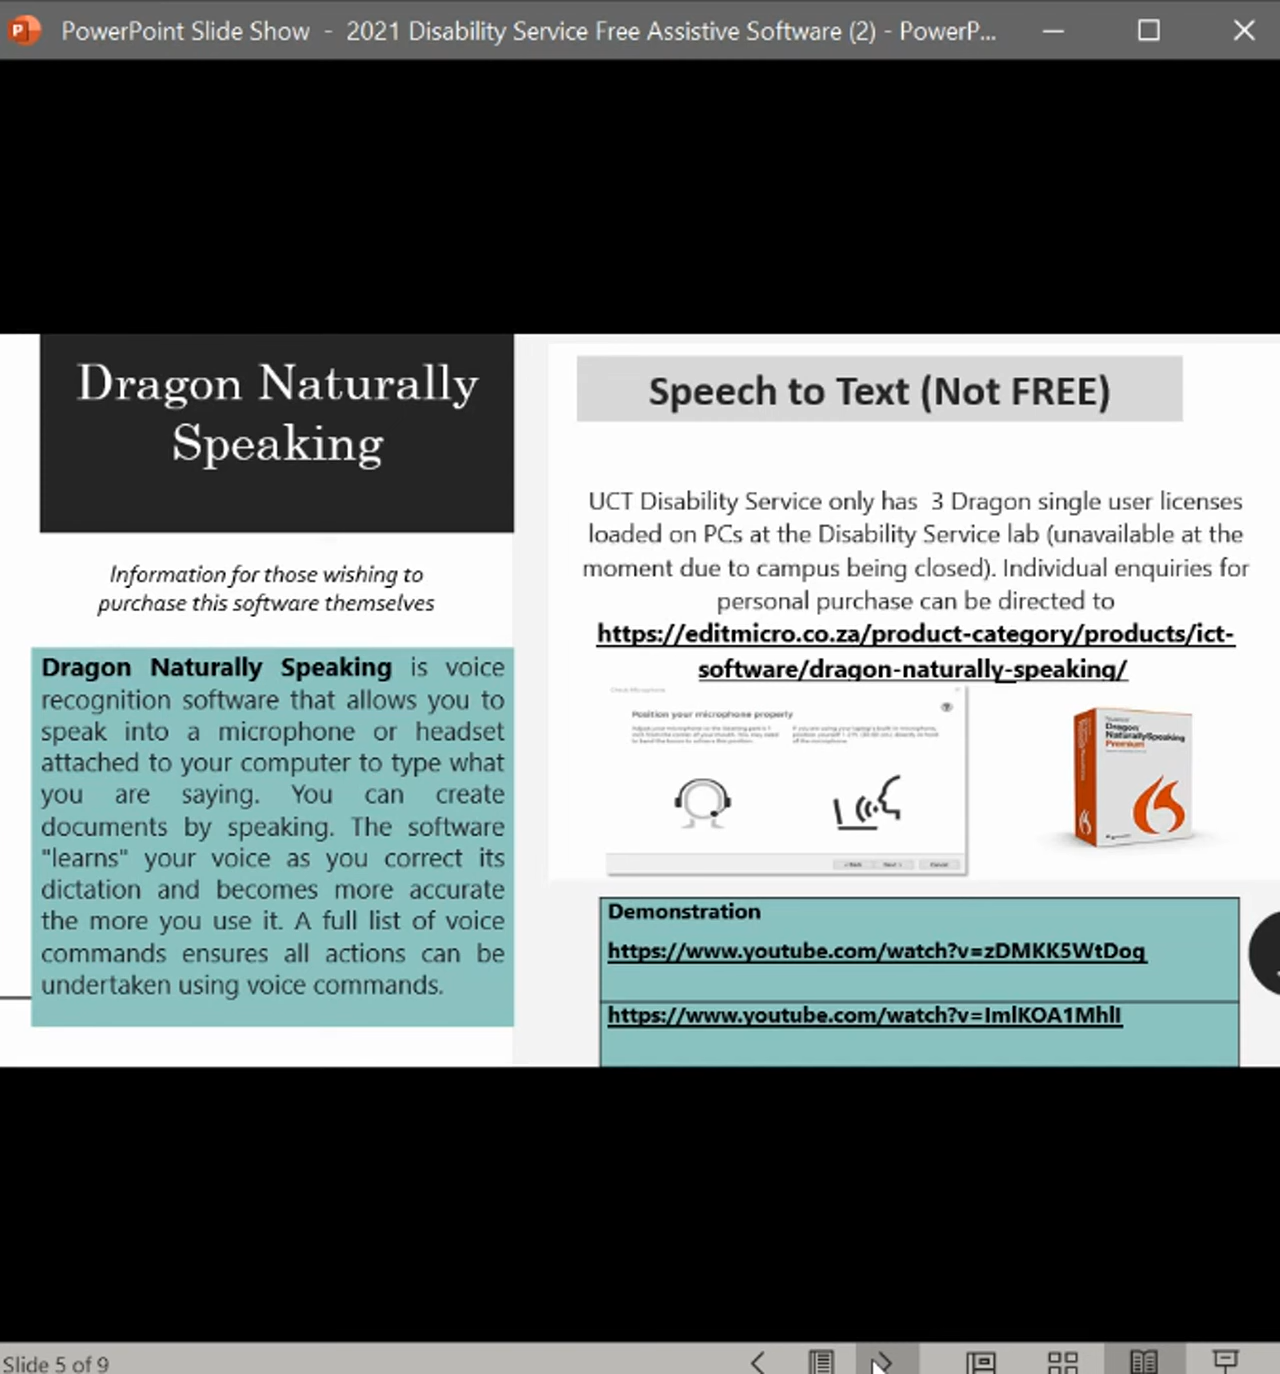 PowerPoint Slide Show - 2021 Disability Service Free Assistive Software (2) - PowerP...
Dragon Naturally
Speaking
Information for those wishing to
purchase this software themselves
Dragon Naturally Speaking is voice
recognition software that allows you to
speak into a microphone or headset
attached to your computer to type what
you are saying. You can create
documents by speaking. The software
"learns" your voice as you correct its
dictation and becomes more accurate
the more you use it. A full list of voice
commands ensures all actions can be
undertaken using voice commands.
Speech to Text (Not FREE)
UCT Disability Service only has 3 Dragon single user licenses
loaded on PCs at the Disability Service lab (unavailable at the
moment due to campus being closed). Individual enquiries for
personal purchase can be directed to
https://editmicro.co.za/product-category/products/ict-
software/dragon-naturally-speaking/
Position your microphone properly
Dragon
NaturallySpeaking
Premium
Demonstration
https://www.youtube.com/watch?v=zDMKK5WtDoq
https://www.youtube.com/watch?v=ImlKOA1MhlI
Slide 5 of 9